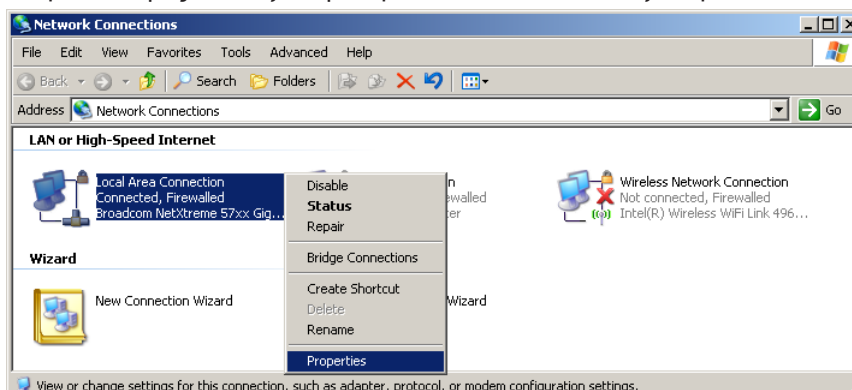 Network Connections
File Edit View Favorites Tools Advanced Help
Back Search Folders
Address Network Connections Go
LAN or High-Speed Internet
Local Area Connection
Connected, Firewalled
Broadcom NetXtreme 57xx Gig...
Disable
Status
Repair
Bridge Connections
Create Shortcut
Delete
Rename
Properties
Wireless Network Connection
Not connected, Firewalled
Intel(R) Wireless WiFi Link 496...
Wizard
New Connection Wizard
Wizard
View or change settings for this connection, such as adapter, protocol, or modem configuration settings.